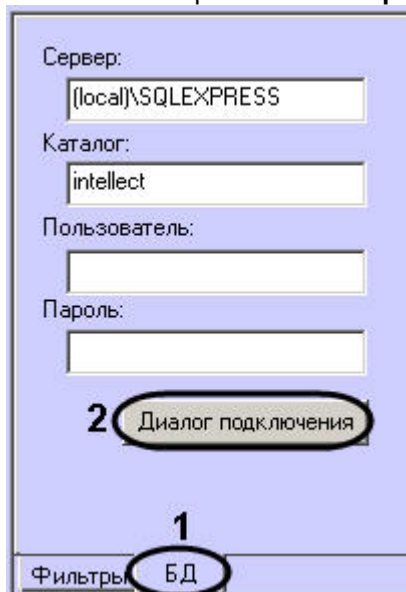 Сервер:
(local)\SQLEXPRESS
Каталог:
intellect
Пользователь:
Пароль:
2 Диалог подключения
1
Фильтры БД